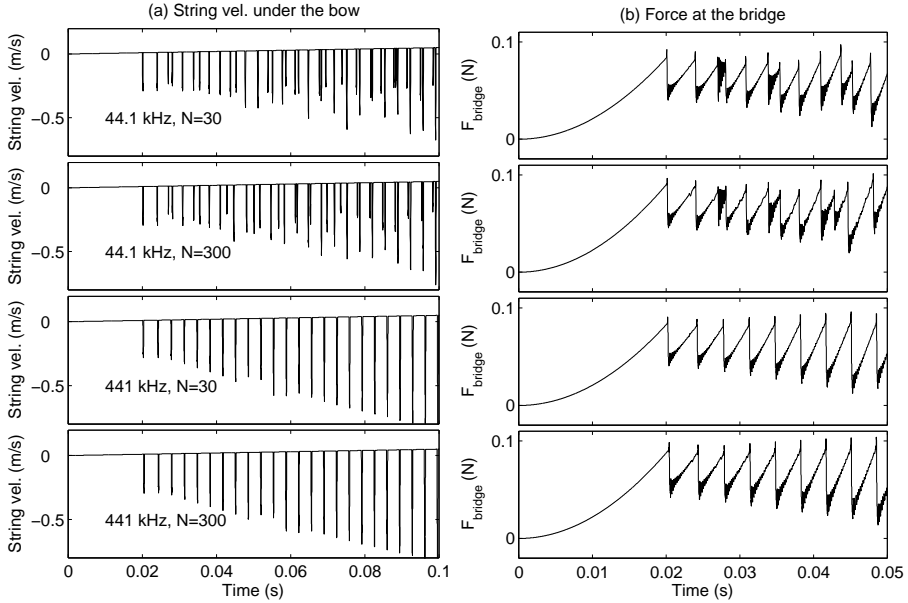 (a) String vel. under the bow
(b) Force at the bridge
String vel. (m/s)
0
−0.5
44.1 kHz, N=30
F_bridge (N)
0.1
0
String vel. (m/s)
0
−0.5
44.1 kHz, N=300
F_bridge (N)
0.1
0
String vel. (m/s)
0
−0.5
441 kHz, N=30
F_bridge (N)
0.1
0
String vel. (m/s)
0
−0.5
441 kHz, N=300
F_bridge (N)
0.1
0
0 0.02 0.04 0.06 0.08 0.1
Time (s)
0 0.01 0.02 0.03 0.04 0.05
Time (s)